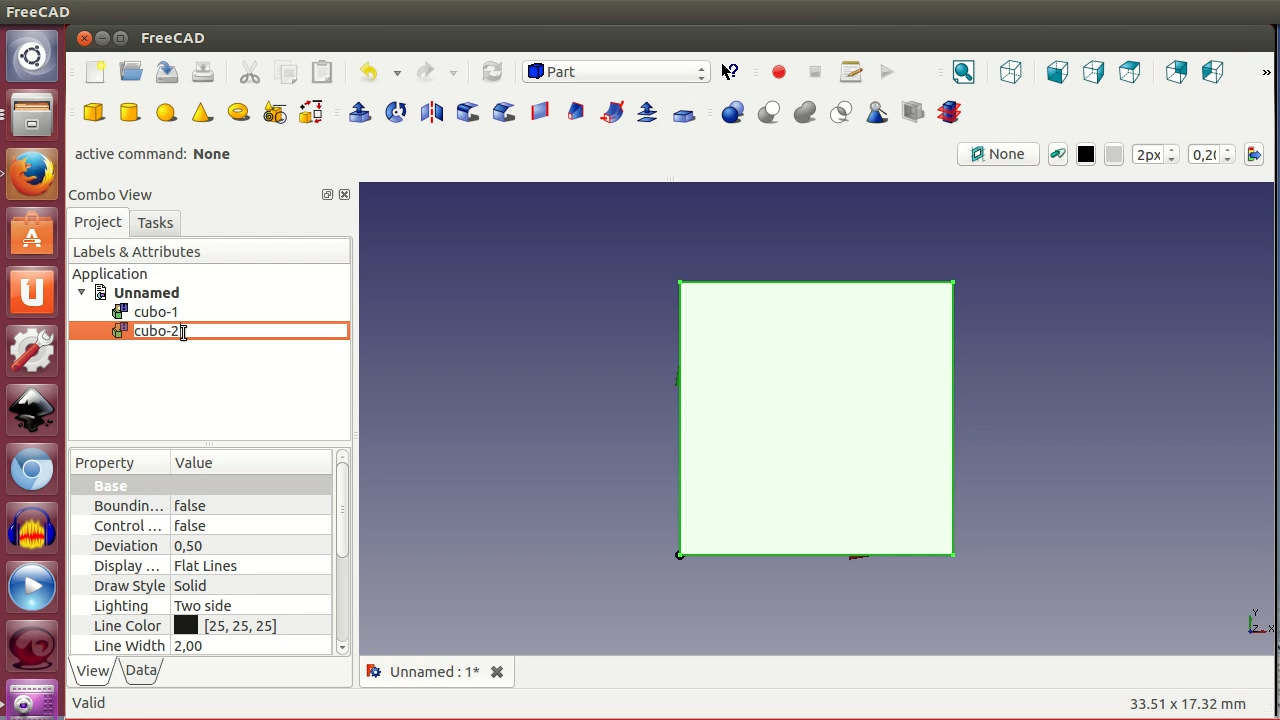 FreeCAD
FreeCAD
Part
active command: None
None
2px
0,20
Combo View
Project
Tasks
Labels & Attributes
Application
Unnamed
cubo-1
cubo-2
Property
Value
Base
Boundin... false
Control ... false
Deviation 0,50
Display ... Flat Lines
Draw Style Solid
Lighting Two side
Line Color [25, 25, 25]
Line Width 2,00
View
Data
Unnamed : 1*
Y
Z
X
Valid
33.51 x 17.32 mm